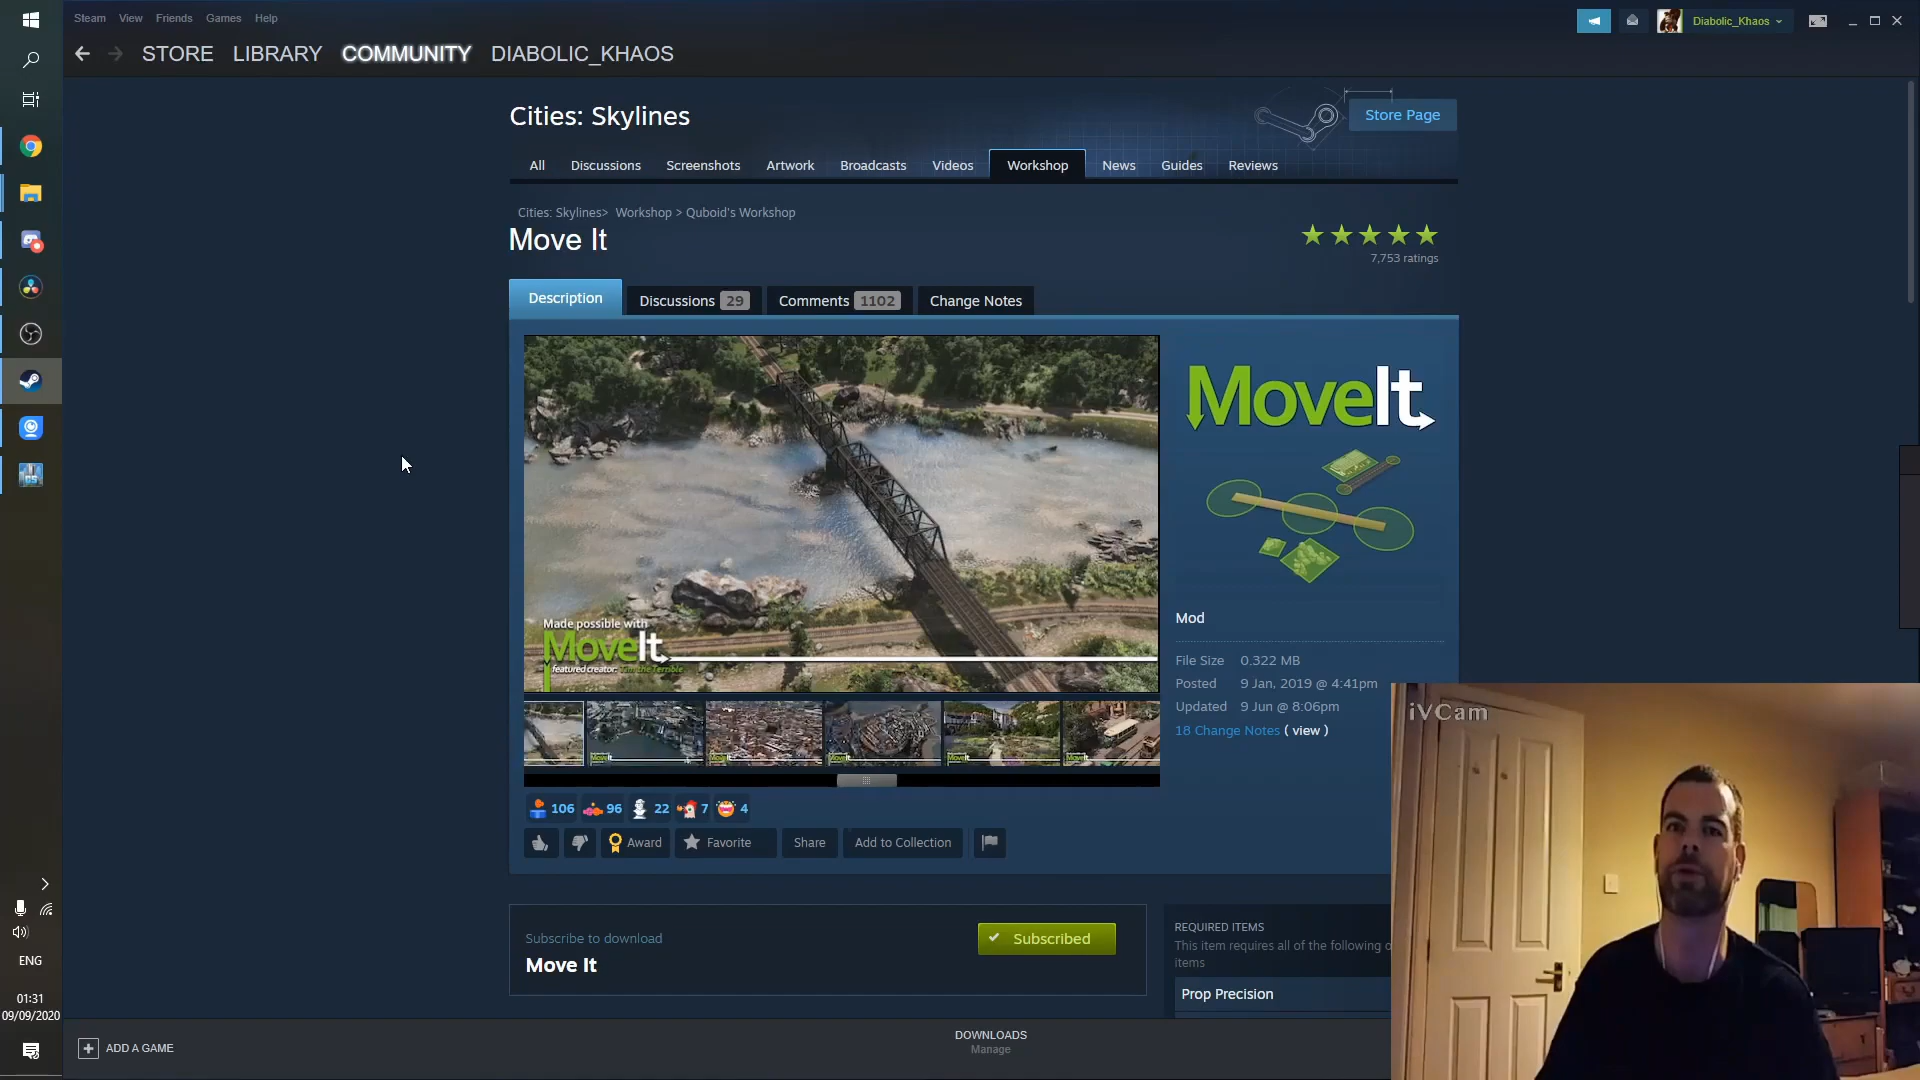 Steam View Friends Games Help
Diabolic_Khaos
STORE LIBRARY COMMUNITY DIABOLIC_KHAOS
Cities: Skylines
Store Page
All Discussions Screenshots Artwork Broadcasts Videos Workshop News Guides Reviews
Cities: Skylines> Workshop > Quboid's Workshop
Move It
7,753 ratings
Description Discussions 29 Comments 1102 Change Notes
MoveIt
Made possible with
MoveIt
featured creator: Tim the Terrible
Mod
File Size 0.322 MB
Posted 9 Jan, 2019 @ 4:41pm
Updated 9 Jun @ 8:06pm
18 Change Notes ( view )
iVCam
106 96 22 7 4
Award Favorite Share Add to Collection
Subscribe to download
Move It
Subscribed
REQUIRED ITEMS
This item requires all of the following o
items
Prop Precision
ENG
01:31
09/09/2020
ADD A GAME
DOWNLOADS
Manage